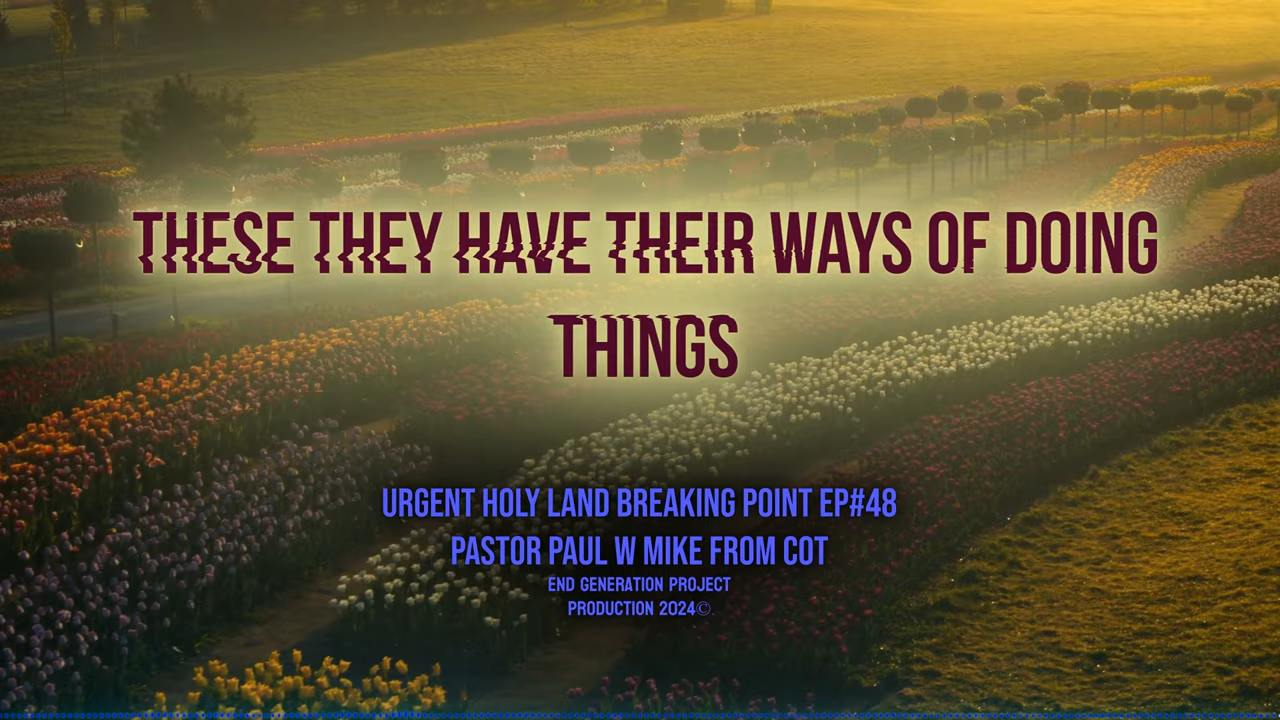 THESE THEY HAVE THEIR WAYS OF DOING
THINGS
URGENT HOLY LAND BREAKING POINT EP#48
PASTOR PAUL W MIKE FROM COT
END GENERATION PROJECT
PRODUCTION 2024©